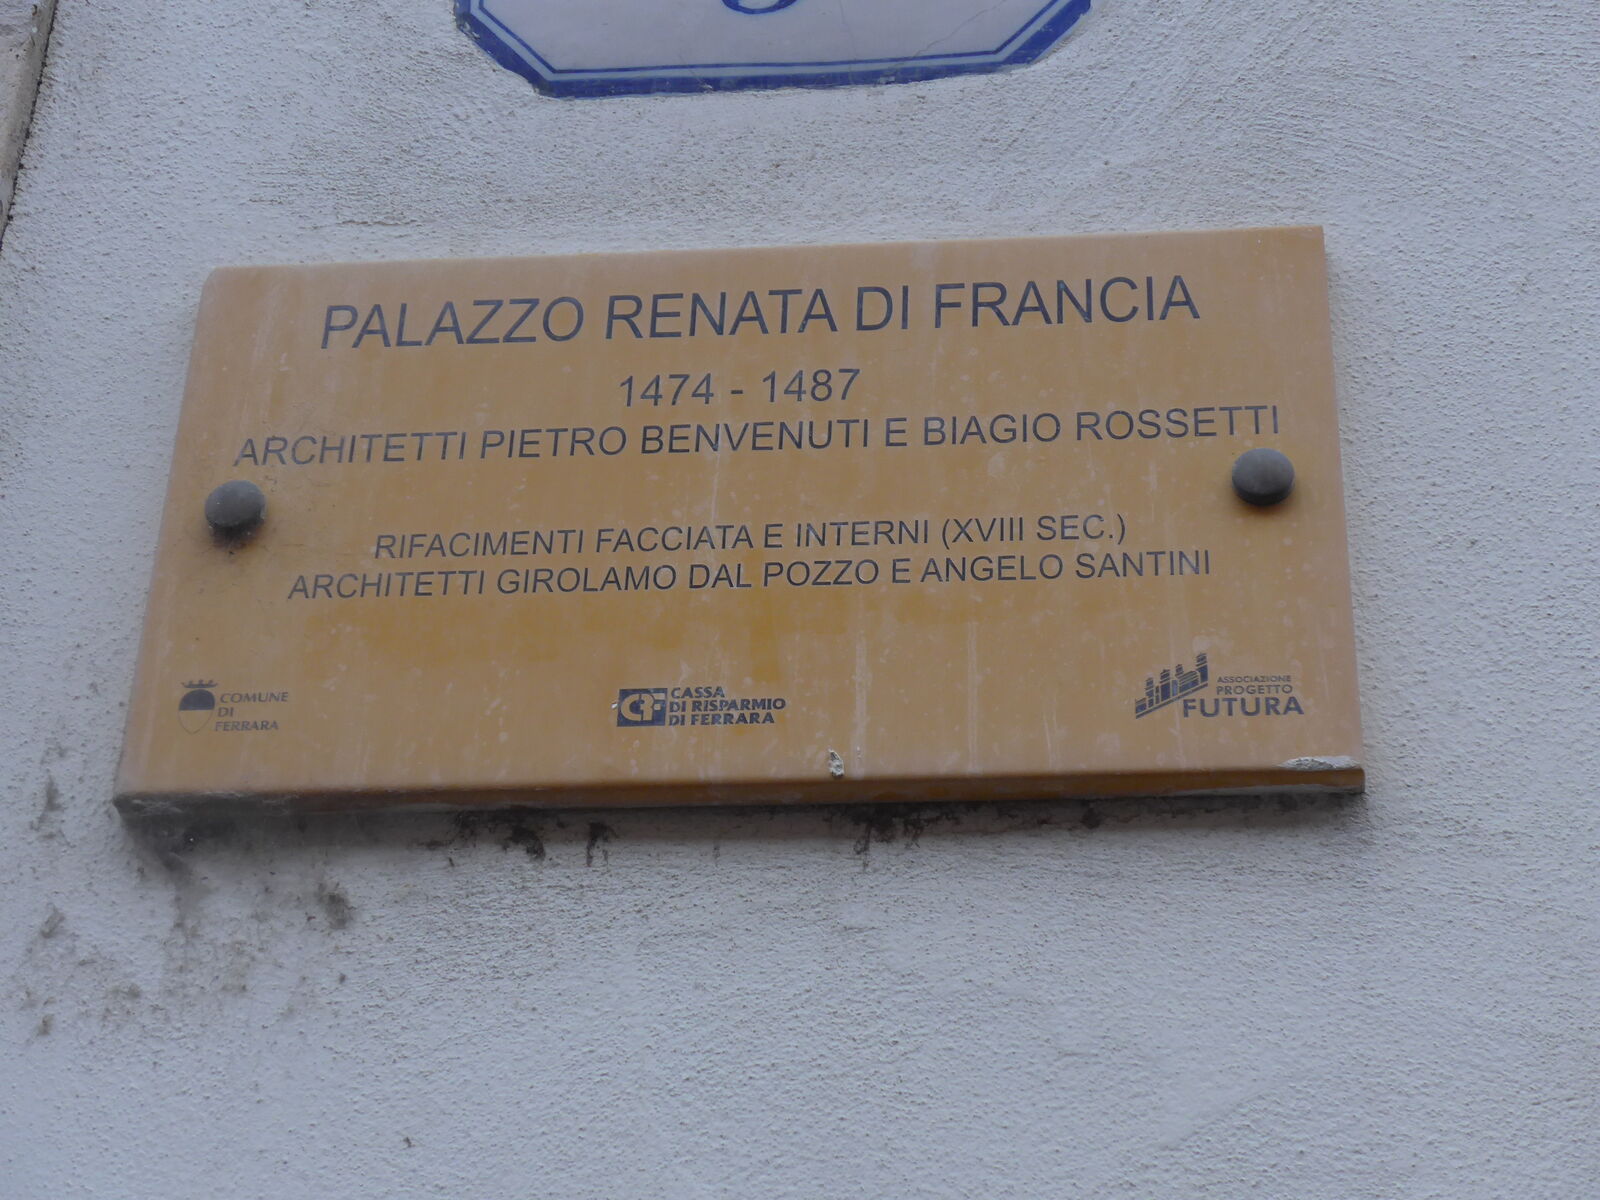 PALAZZO RENATA DI FRANCIA
1474 - 1487
ARCHITETTI PIETRO BENVENUTI E BIAGIO ROSSETTI
RIFACIMENTI FACCIATA E INTERNI (XVIII SEC.)
ARCHITETTI GIROLAMO DAL POZZO E ANGELO SANTINI
COMUNE
DI
FERRARA
CASSA
DI RISPARMIO
DI FERRARA
ASSOCIAZIONE
PROGETTO
FUTURA